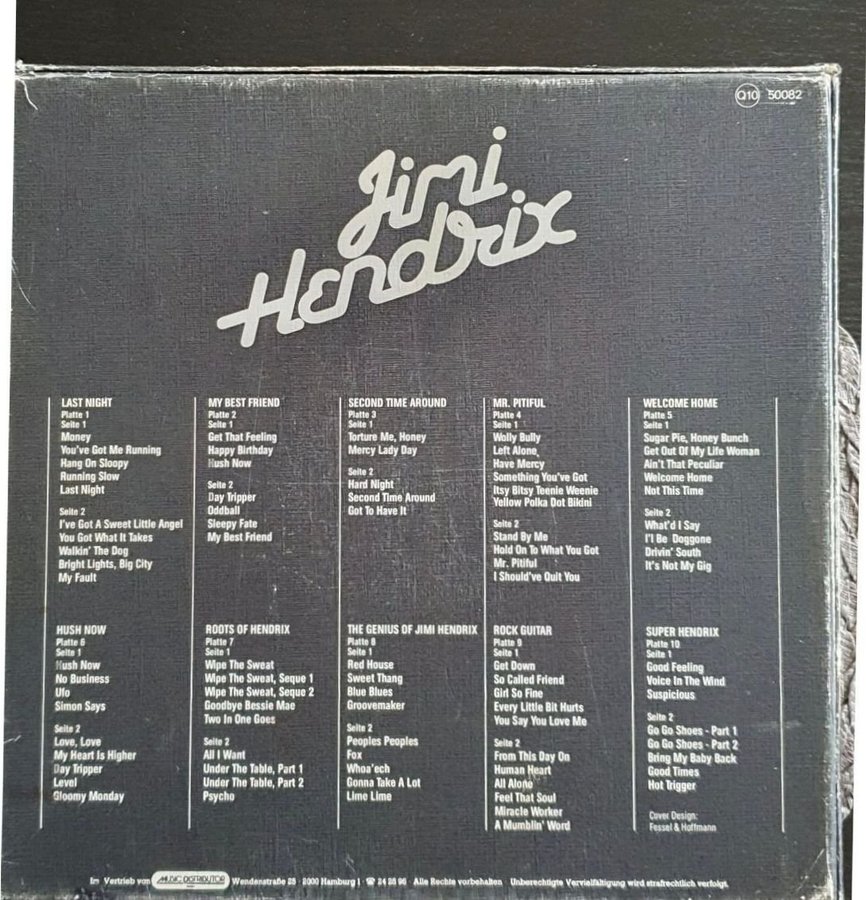 Q10 50082
Jimi
Hendrix
LAST NIGHT
Platte 1
Seite 1
Money
You've Got Me Running
Hang On Sloopy
Running Slow
Last Night
Seite 2
I've Got A Sweet Little Angel
You Got What It Takes
Walkin' The Dog
Bright Lights, Big City
My Fault
MY BEST FRIEND
Platte 2
Seite 1
Get That Feeling
Happy Birthday
Hush Now
Seite 2
Day Tripper
Oddball
Sleepy Fate
My Best Friend
SECOND TIME AROUND
Platte 3
Seite 1
Torture Me, Honey
Mercy Lady Day
Seite 2
Hard Night
Second Time Around
Got To Have It
MR. PITIFUL
Platte 4
Seite 1
Wolly Bully
Left Alone
Have Mercy
Something You've Got
Itsy Bitsy Teenie Weenie
Yellow Polka Dot Bikini
Seite 2
Stand By Me
Hold On To What You Got
Mr. Pitiful
I Should've Quit You
WELCOME HOME
Platte 5
Seite 1
Sugar Pie, Honey Bunch
Get Out Of My Life Woman
Ain't That Peculiar
Welcome Home
Not This Time
Seite 2
What'd I Say
I'l Be Doggone
Drivin' South
It's Not My Gig
HUSH NOW
Platte 6
Seite 1
Hush Now
No Business
Ufo
Simon Says
Seite 2
Love, Love
My Heart Is Higher
Day Tripper
Level
Gloomy Monday
ROOTS OF HENDRIX
Platte 7
Seite 1
Wipe The Sweat
Wipe The Sweat, Seque 1
Wipe The Sweat, Seque 2
Goodbye Bessie Mae
Two In One Goes
Seite 2
All I Want
Under The Table, Part 1
Under The Table, Part 2
Psycho
THE GENIUS OF JIMI HENDRIX
Platte 8
Seite 1
Red House
Sweet Thang
Blue Blues
Groovemaker
Seite 2
Peoples Peoples
Fox
Whoa'ech
Gonna Take A Lot
Lime Lime
ROCK GUITAR
Platte 9
Seite 1
Get Down
So Called Friend
Girl So Fine
Every Little Bit Hurts
You Say You Love Me
Seite 2
From This Day On
Human Heart
All Alone
Feel That Soul
Miracle Worker
A Mumblin' Word
SUPER HENDRIX
Platte 10
Seite 1
Good Feeling
Voice In The Wind
Suspicious
Seite 2
Go Go Shoes - Part 1
Go Go Shoes - Part 2
Bring My Baby Back
Good Times
Hot Trigger
Cover Design:
Fessel & Hoffmann
Im Vertrieb von MUSIC DISTRIBUTOR Wendenstraße 25 · 2000 Hamburg 1 · ☎ 24 28 96 · Alle Rechte vorbehalten · Unberechtigte Vervielfältigung wird strafrechtlich verfolgt.